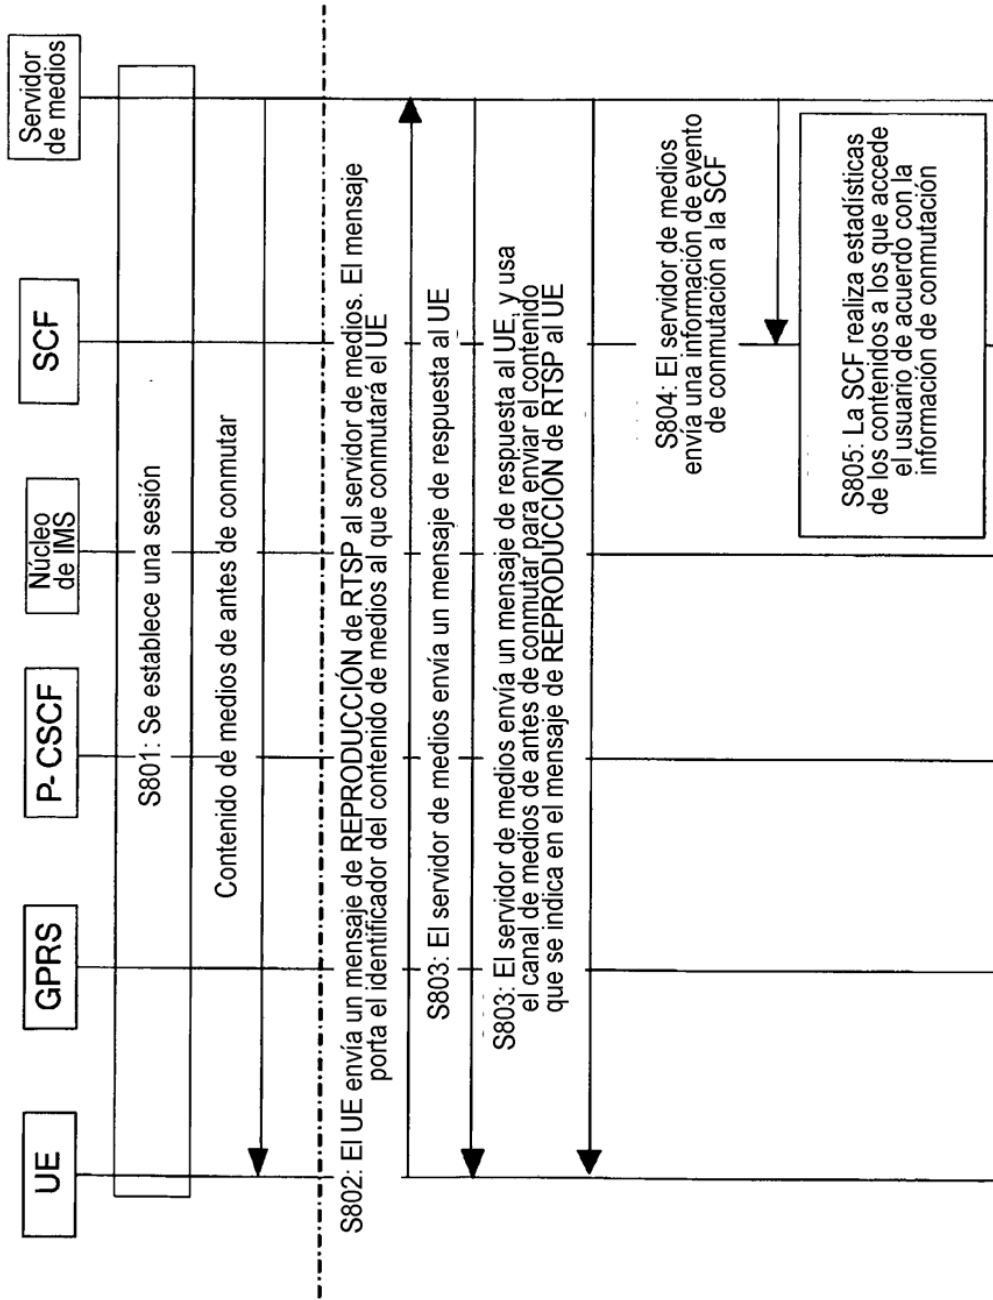 UE
GPRS
P-CSCF
Núcleo
de IMS
SCF
Servidor
de medios
S801: Se establece una sesión
Contenido de medios de antes de conmutar
S802: El UE envía un mensaje de REPRODUCCIÓN de RTSP al servidor de medios. El mensaje
porta el identificador del contenido de medios al que conmutará el UE
S803: El servidor de medios envía un mensaje de respuesta al UE
S803: El servidor de medios envía un mensaje de respuesta al UE, y usa
el canal de medios de antes de conmutar para enviar el contenido
que se indica en el mensaje de REPRODUCCIÓN de RTSP al UE
S804: El servidor de medios
envía una información de evento
de conmutación a la SCF
S805: La SCF realiza estadísticas
de los contenidos a los que accede
el usuario de acuerdo con la
información de conmutación